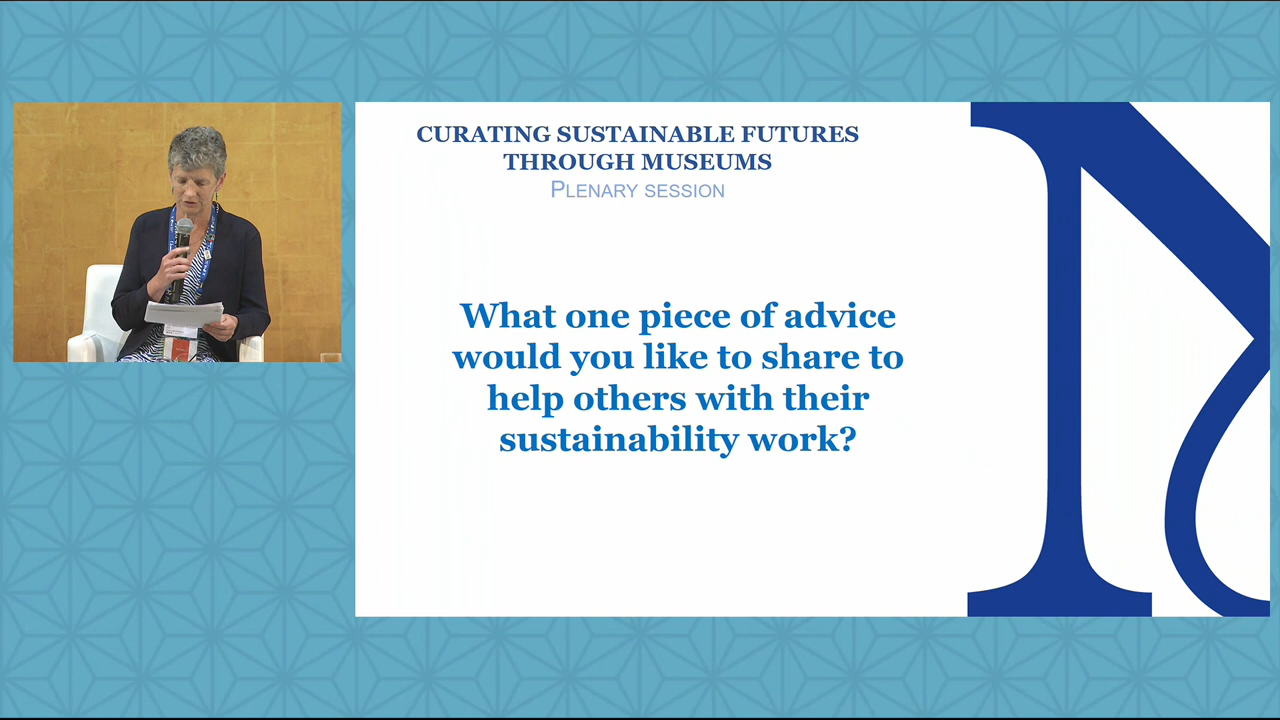 CURATING SUSTAINABLE FUTURES
THROUGH MUSEUMS
PLENARY SESSION
What one piece of advice
would you like to share to
help others with their
sustainability work?